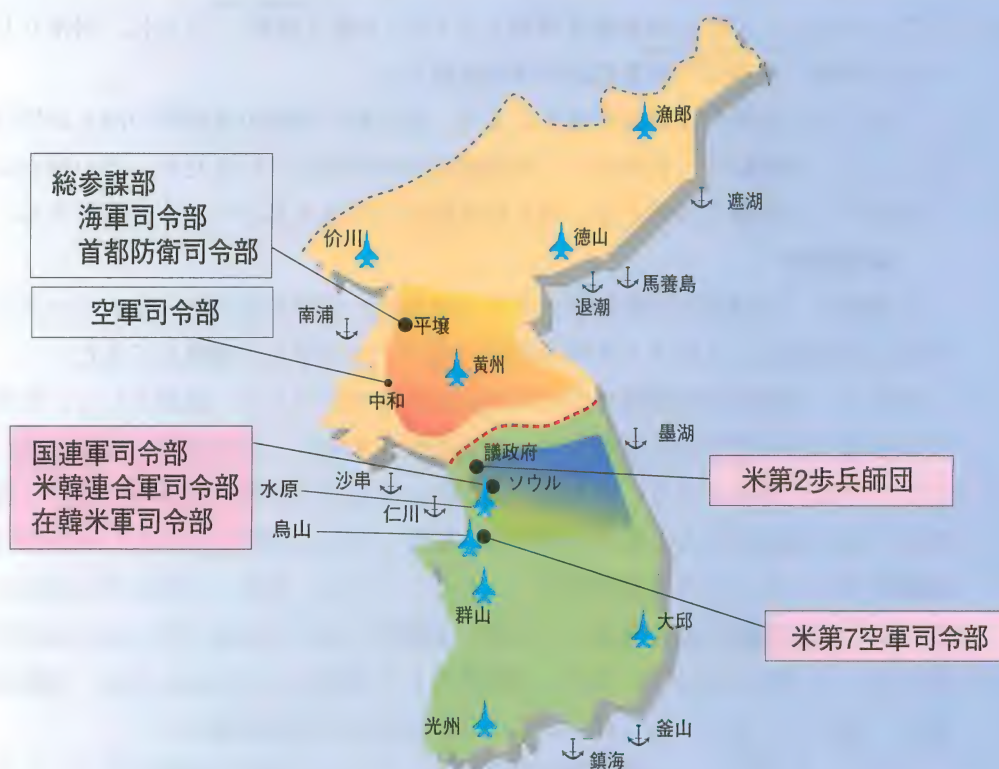 漁郎
遮湖
総参謀部
海軍司令部
首都防衛司令部
价川
徳山
馬養島
退潮
空軍司令部
南浦
平壌
黄州
中和
墨湖
議政府
国連軍司令部
米韓連合軍司令部
在韓米軍司令部
沙串
ソウル
米第2歩兵師団
水原
仁川
烏山
群山
大邱
米第7空軍司令部
光州
釜山
鎮海